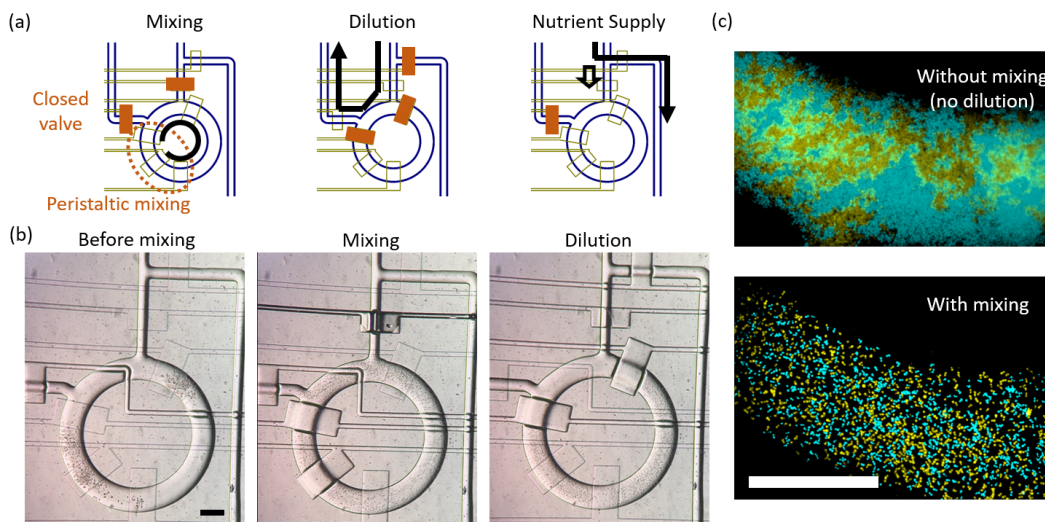 (a)
Mixing
Dilution
Nutrient Supply
Closed
valve
Peristaltic mixing
(b)
Before mixing
Mixing
Dilution
(c)
Without mixing
(no dilution)
With mixing